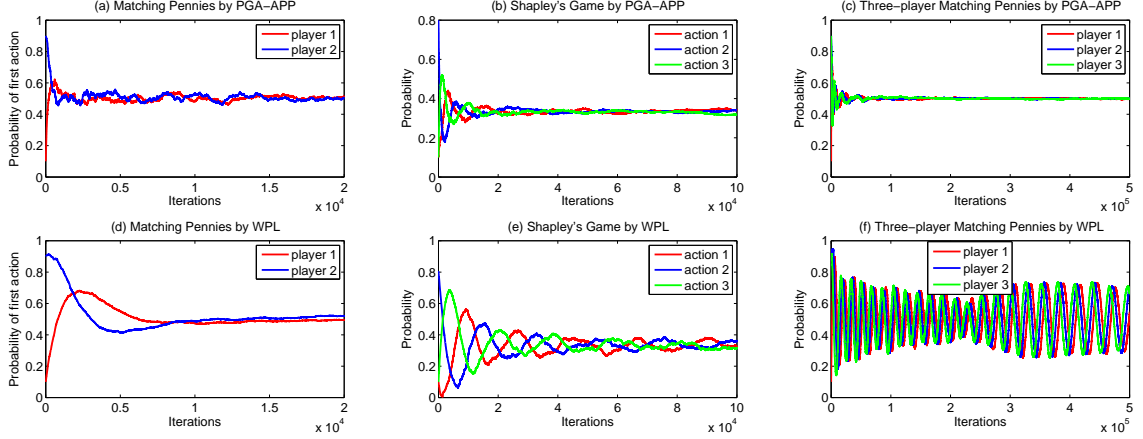 (a) Matching Pennies by PGA-APP
Probability of first action
1
0.8
0.6
0.4
0.2
0
0 0.5 1 1.5 2
x 10^4
Iterations
player 1
player 2
(b) Shapley's Game by PGA-APP
Probability
0.8
0.6
0.4
0.2
0
0 20 40 60 80 100
x 10^4
Iterations
action 1
action 2
action 3
(c) Three-player Matching Pennies by PGA-APP
Probability
1
0.8
0.6
0.4
0.2
0
0 1 2 3 4 5
x 10^5
Iterations
player 1
player 2
player 3
(d) Matching Pennies by WPL
Probability of first action
1
0.8
0.6
0.4
0.2
0
0 0.5 1 1.5 2
x 10^4
Iterations
player 1
player 2
(e) Shapley's Game by WPL
Probability
1
0.8
0.6
0.4
0.2
0
0 2 4 6 8 10
x 10^4
Iterations
action 1
action 2
action 3
(f) Three-player Matching Pennies by WPL
Probability
1
0.8
0.6
0.4
0.2
0
0 1 2 3 4 5
x 10^5
Iterations
player 1
player 2
player 3